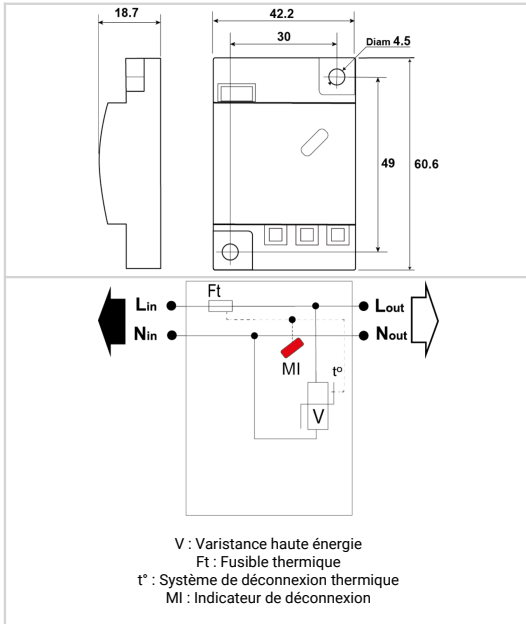 18.7
42.2
30
Diam 4.5
49
60.6
Ft
Lin
Lout
Nin
Nout
MI
t°
V
V : Varistance haute énergie
Ft : Fusible thermique
t° : Système de déconnexion thermique
MI : Indicateur de déconnexion